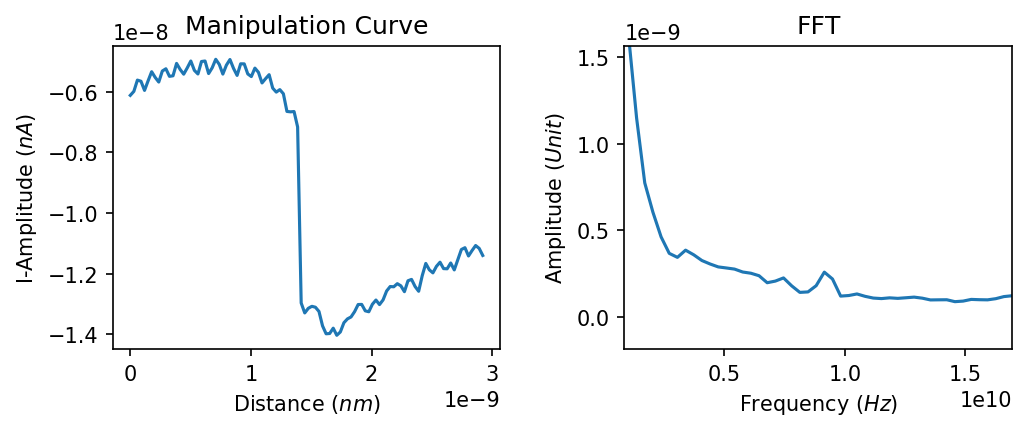 Manipulation Curve
1e−8
−0.6
−0.8
−1.0
−1.2
−1.4
I-Amplitude (nA)
0 1 2 3
1e−9
Distance (nm)
FFT
1e−9
1.5
1.0
0.5
0.0
Amplitude (Unit)
0.5 1.0 1.5
1e10
Frequency (Hz)